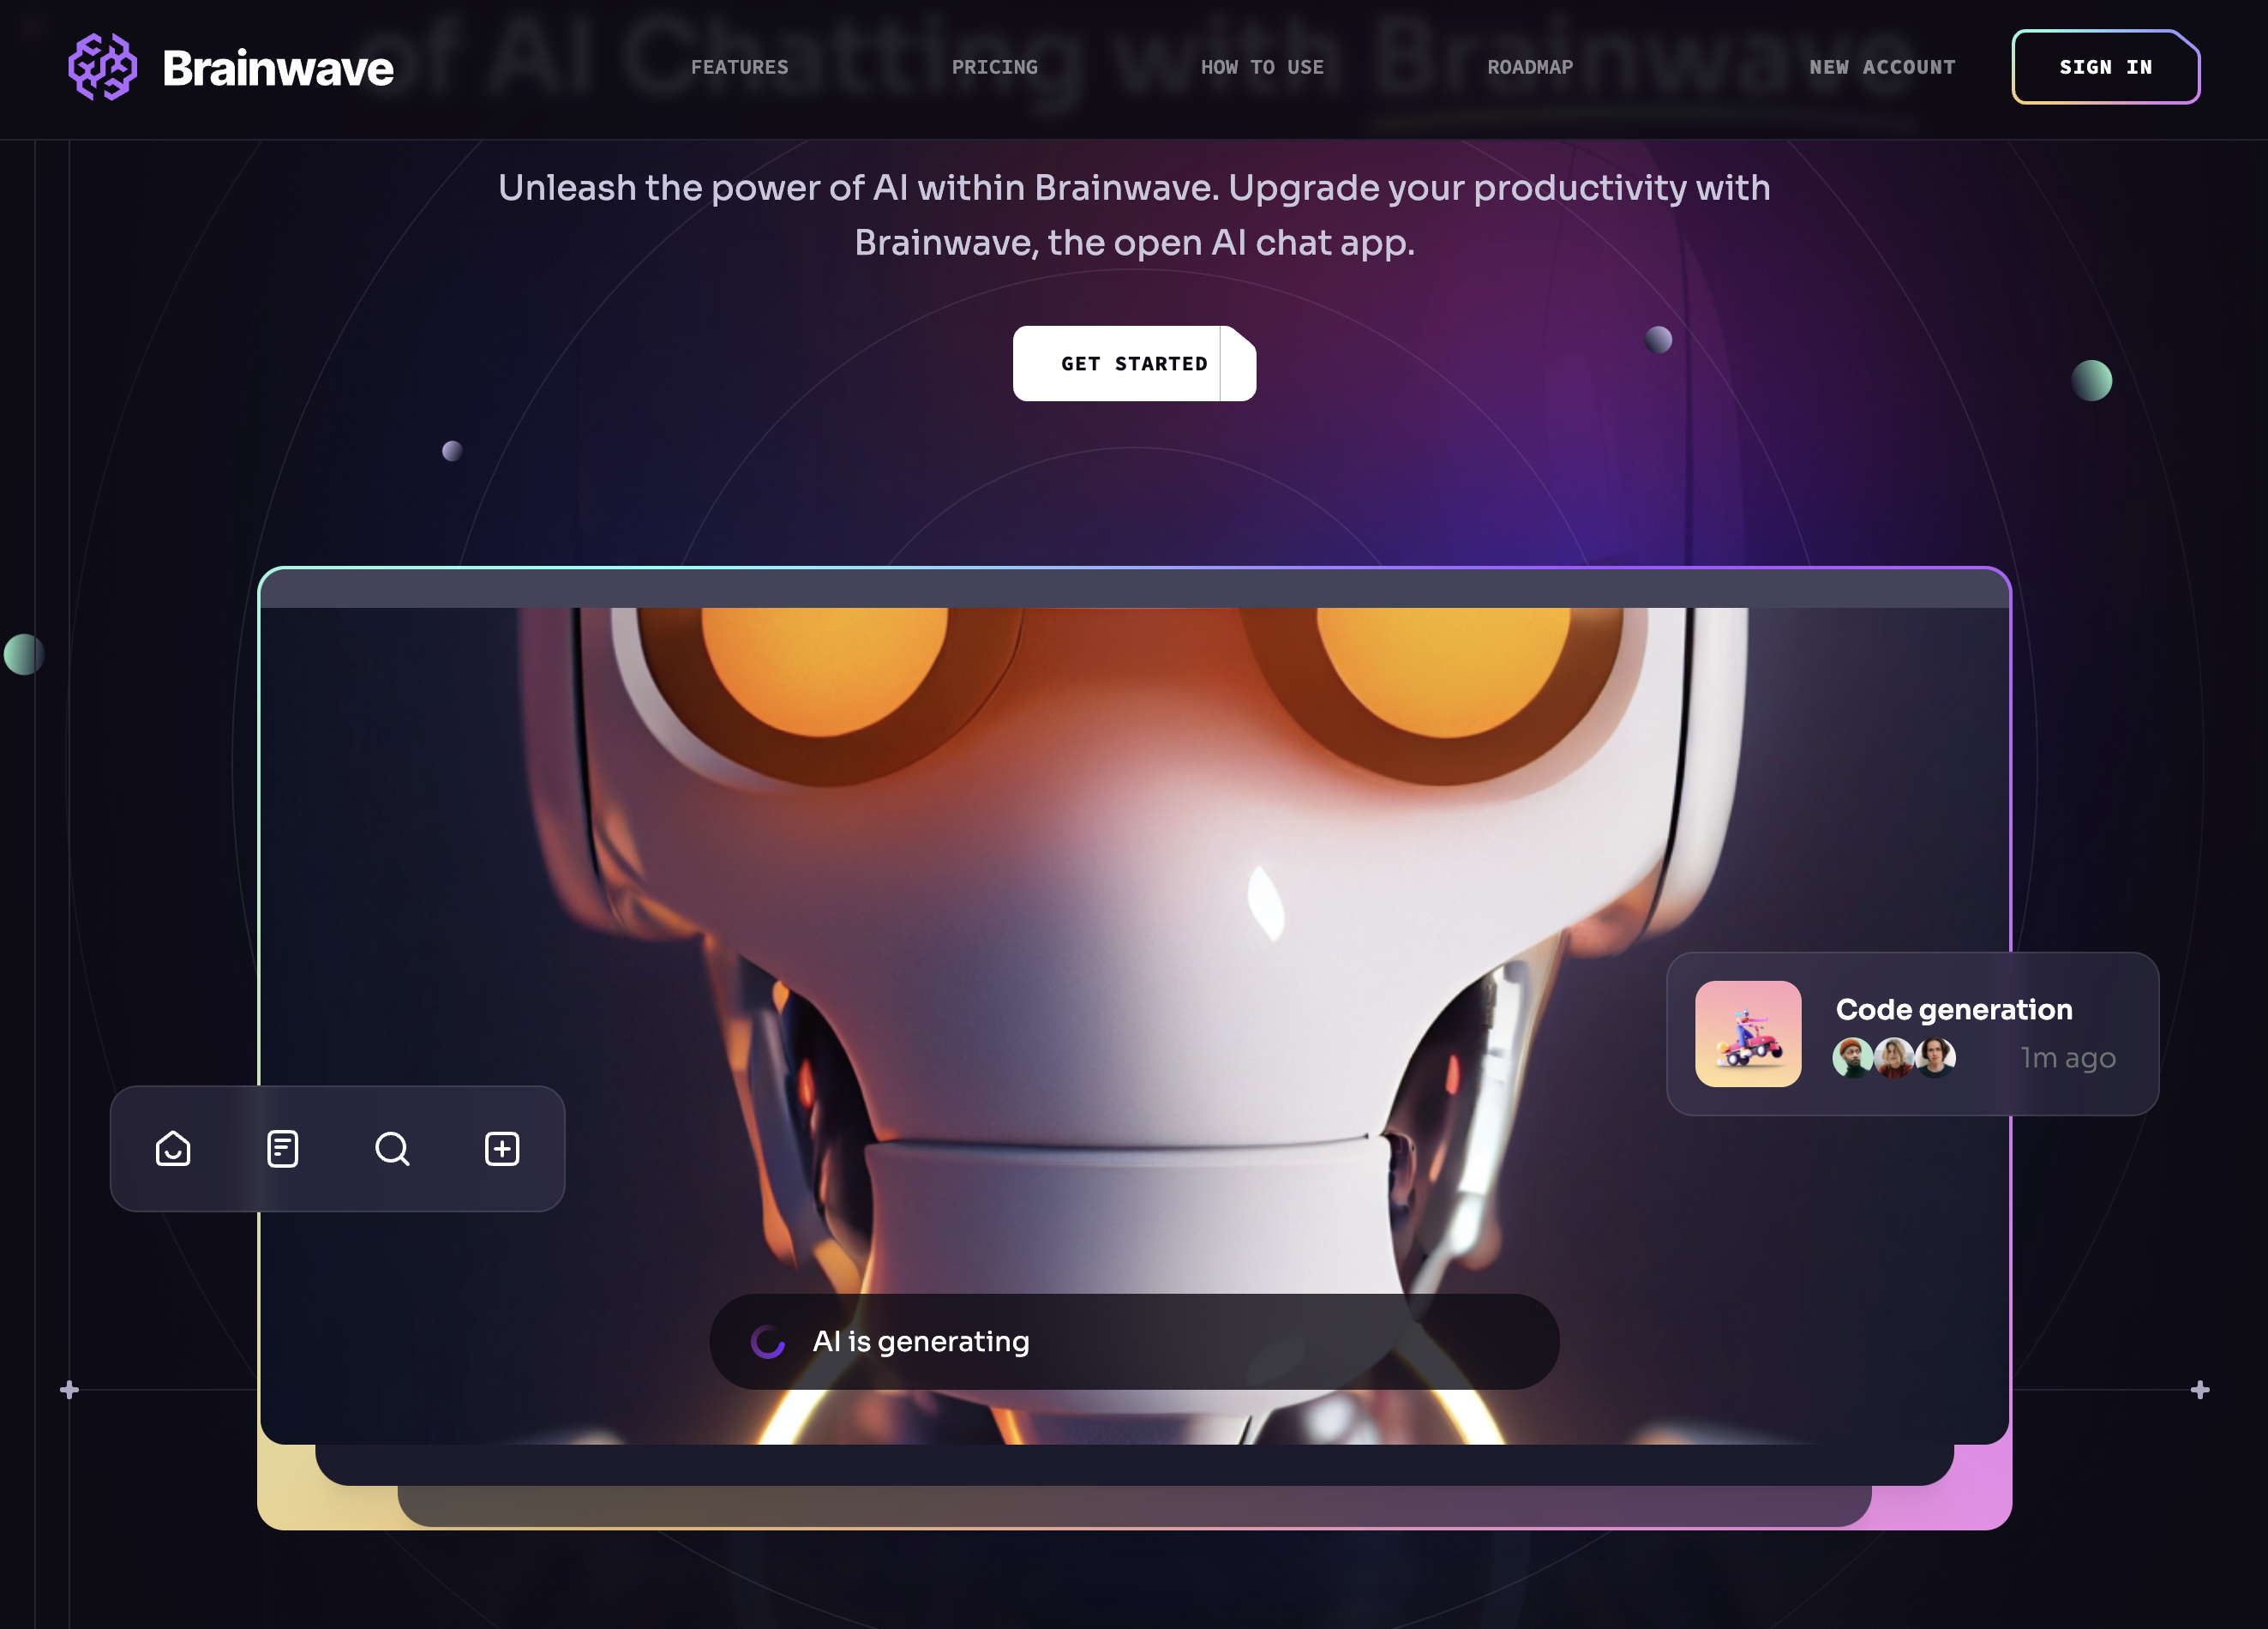 of AI Chatting with Brainwave
Brainwave
FEATURES
PRICING
HOW TO USE
ROADMAP
NEW ACCOUNT
SIGN IN
Unleash the power of AI within Brainwave. Upgrade your productivity with
Brainwave, the open AI chat app.
GET STARTED
Code generation
1m ago
AI is generating